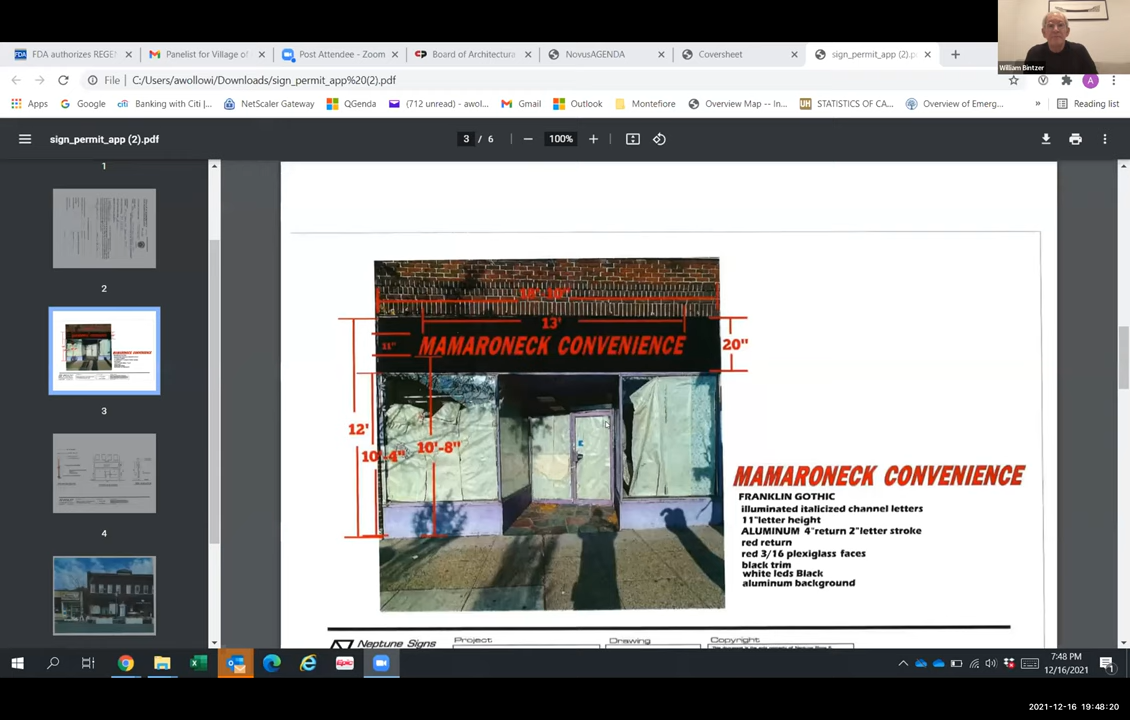 FDA authorizes REGE
Panelist for Village of
Post Attendee - Zoom
Board of Architectura
NovusAGENDA
Coversheet
sign_permit_app (2).pd
William Bintzer
File C:/Users/awollowi/Downloads/sign_permit_app%20(2).pdf
A
Apps
Google
Banking with Citi |...
NetScaler Gateway
QGenda
(712 unread) - awol...
Gmail
Outlook
Montefiore
Overview Map -- In...
STATISTICS OF CA...
Overview of Emerg...
»
Reading list
sign_permit_app (2).pdf
3 / 6
100%
1
2
3
4
13'
11"
MAMARONECK CONVENIENCE
20"
12'
10'-4"
10'-8"
MAMARONECK CONVENIENCE
FRANKLIN GOTHIC
illuminated italicized channel letters
11"letter height
ALUMINUM 4"return 2"letter stroke
red return
red 3/16 plexiglass faces
black trim
white leds Black
aluminum background
Neptune Signs
Project
Drawing
Copyright
Epic
7:48 PM
12/16/2021
1
2021-12-16 19:48:20